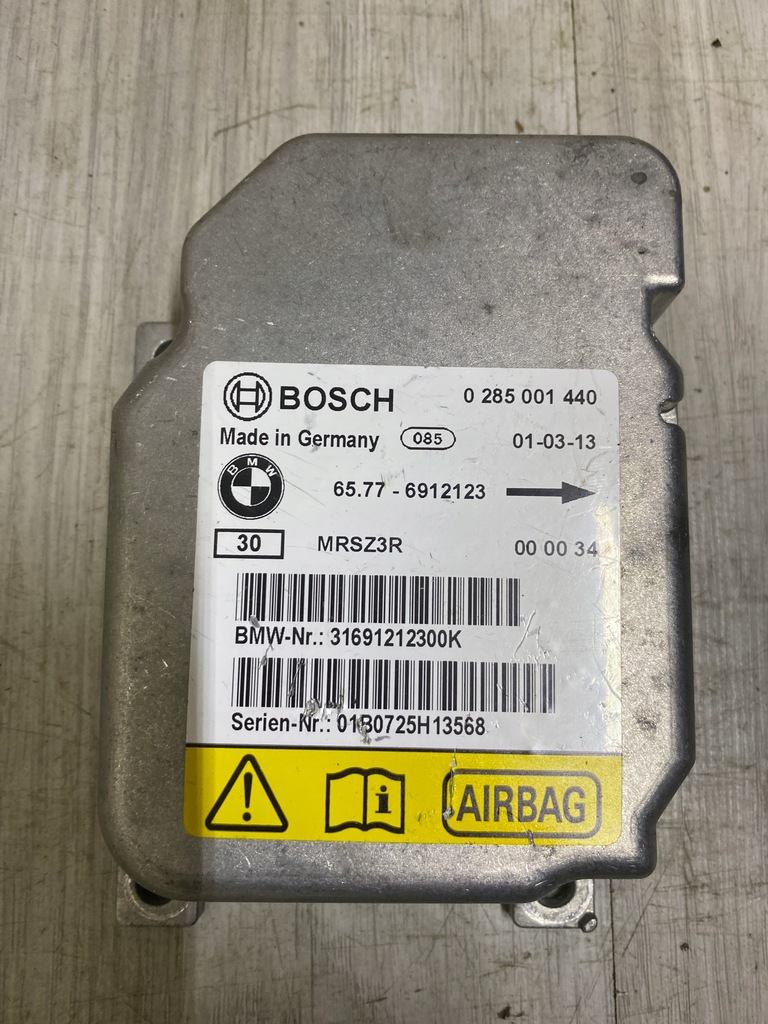 BOSCH 0 285 001 440
Made in Germany 085 01-03-13
BMW
65.77 - 6912123
30 MRSZ3R 00 00 34
BMW-Nr.: 31691212300K
Serien-Nr.: 01B0725H13568
AIRBAG